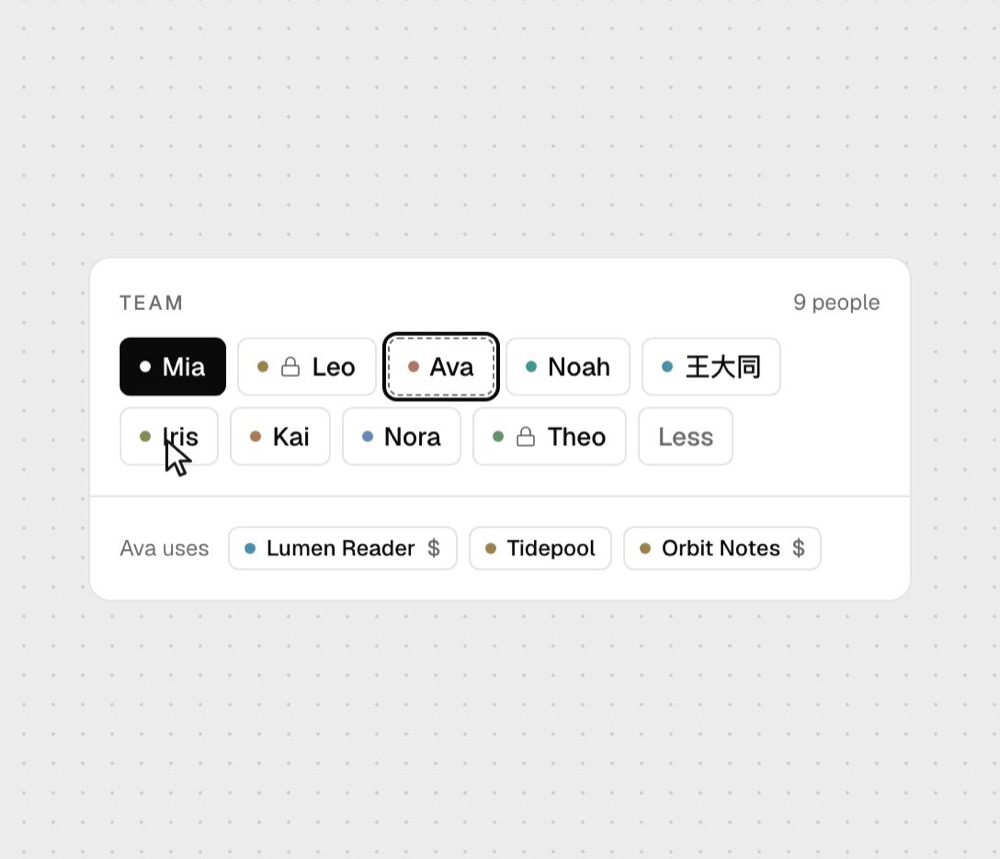 TEAM 9 people
Mia Leo Ava Noah 王大同
Iris Kai Nora Theo Less
Ava uses Lumen Reader $ Tidepool Orbit Notes $